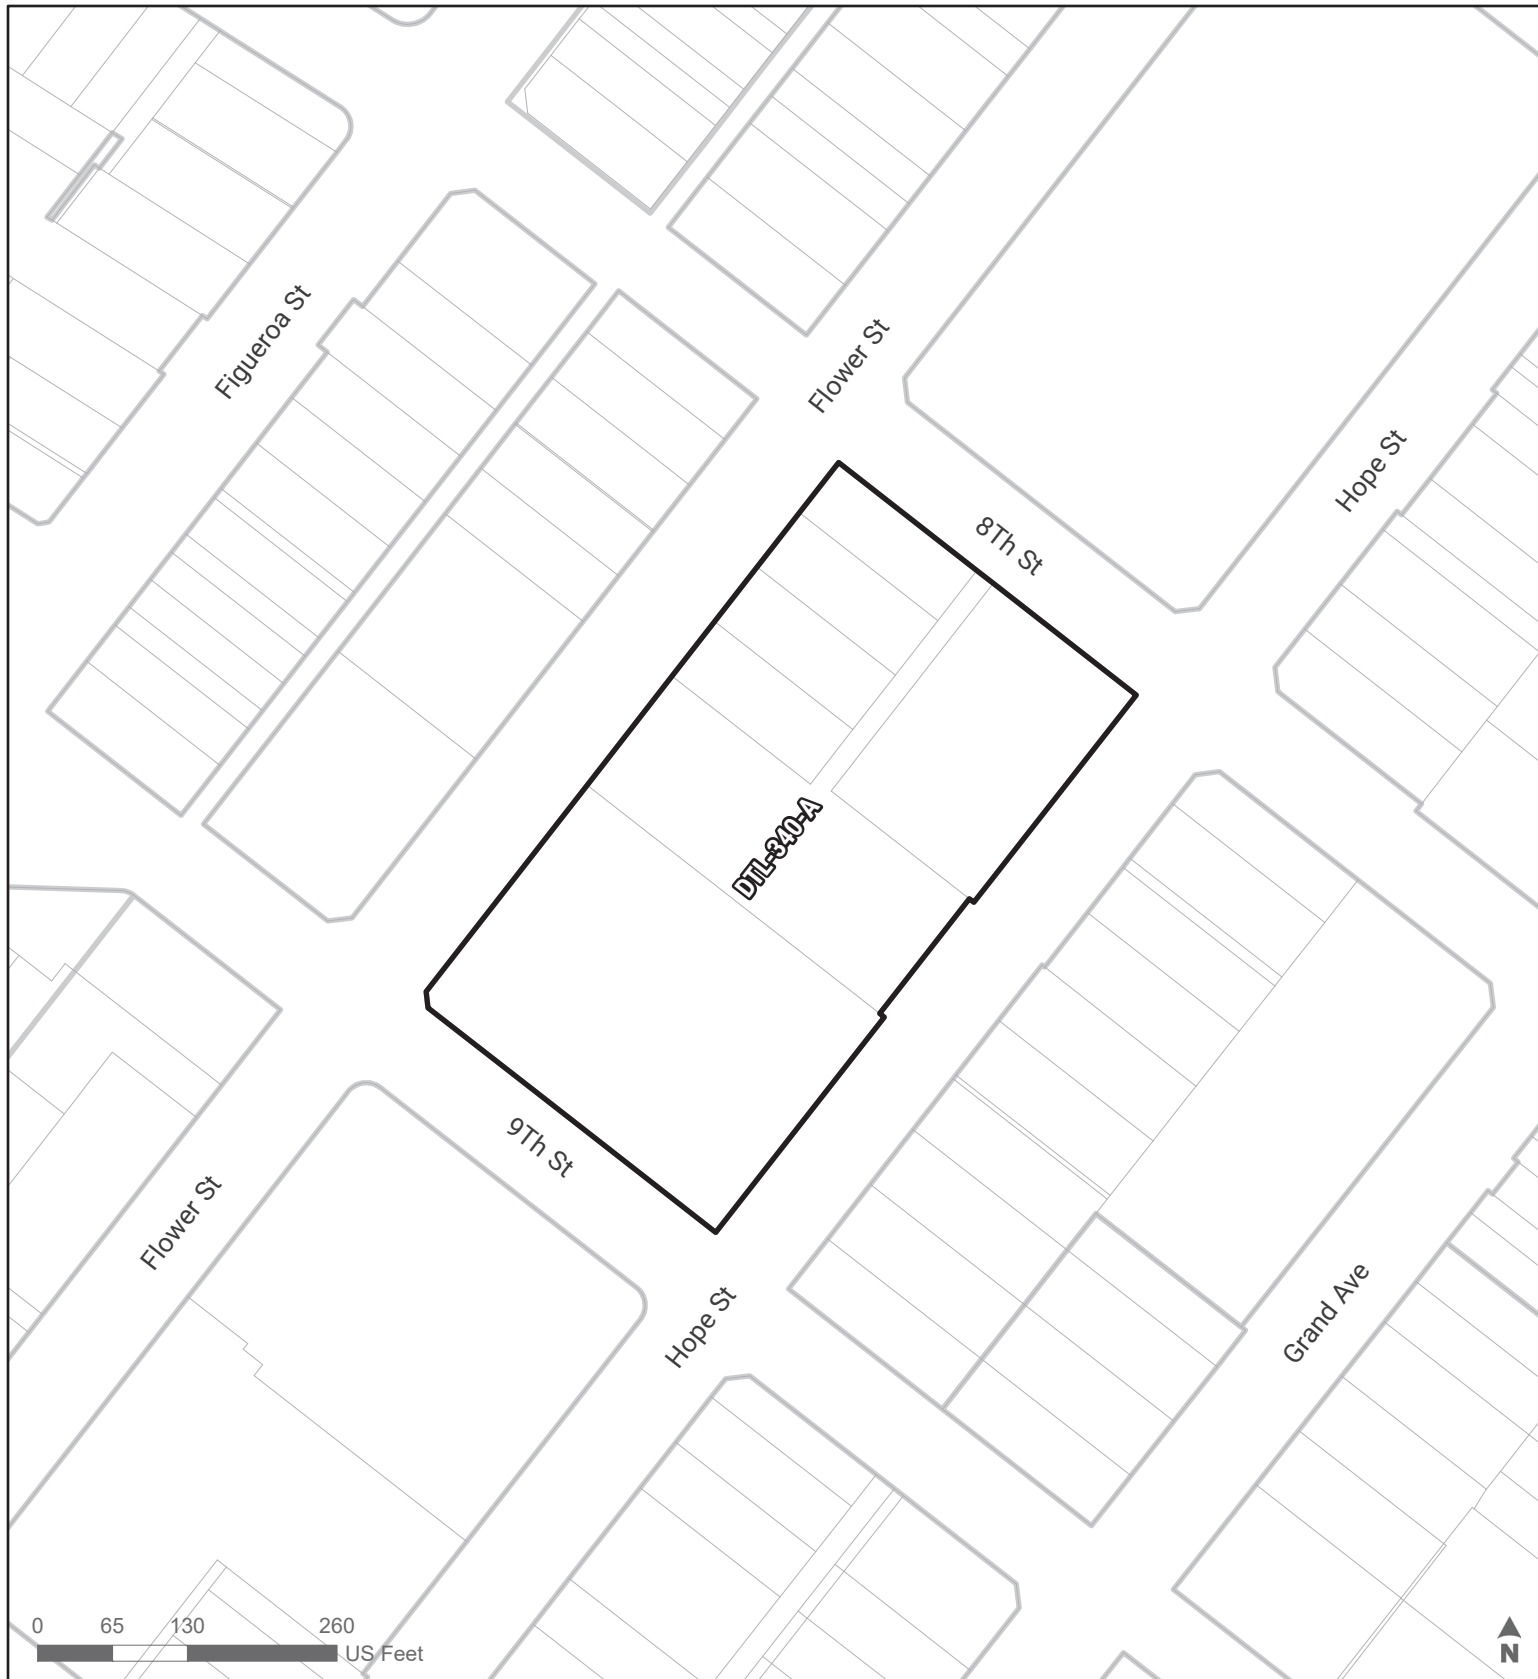 Figueroa St
Flower St
Hope St
8Th St
DTL-340-A
9Th St
Flower St
Hope St
Grand Ave
0 65 130 260
US Feet
N